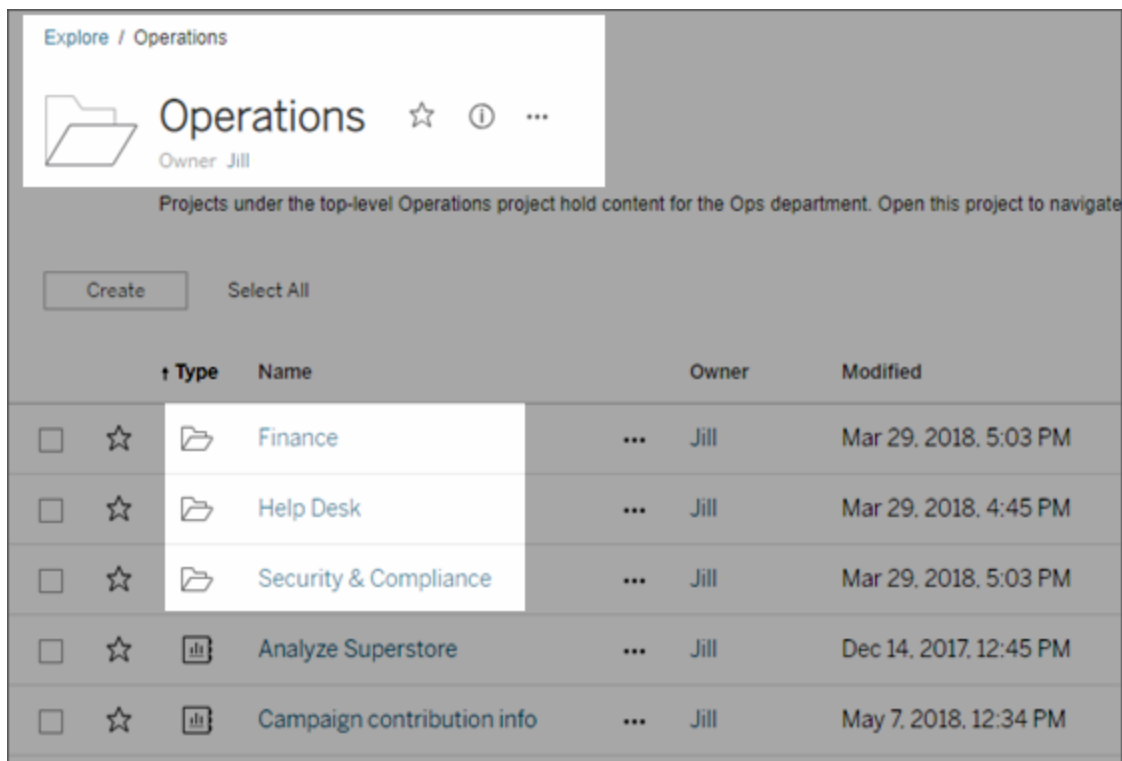 Explore / Operations
Operations
Owner Jill
Projects under the top-level Operations project hold content for the Ops department. Open this project to navigate
Create Select All
↑ Type Name Owner Modified
Finance ••• Jill Mar 29, 2018, 5:03 PM
Help Desk ••• Jill Mar 29, 2018, 4:45 PM
Security & Compliance ••• Jill Mar 29, 2018, 5:03 PM
Analyze Superstore ••• Jill Dec 14, 2017, 12:45 PM
Campaign contribution info ••• Jill May 7, 2018, 12:34 PM